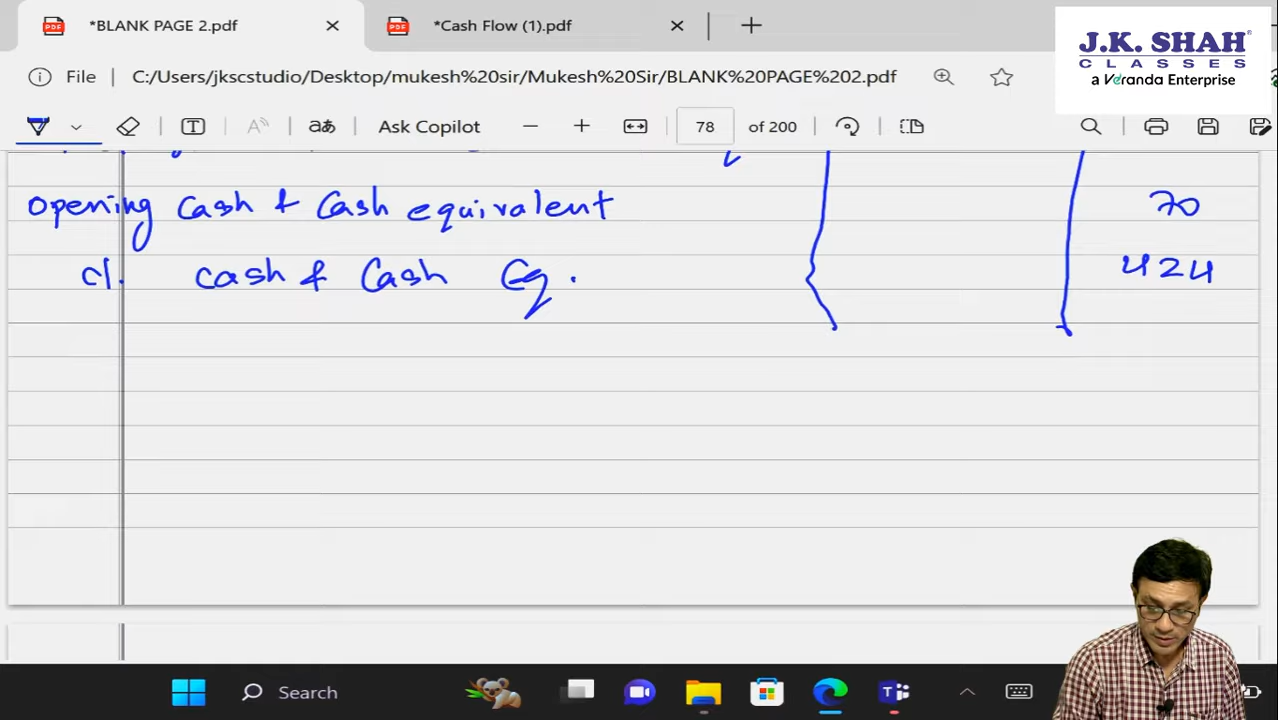 *BLANK PAGE 2.pdf
*Cash Flow (1).pdf
J.K. SHAH®
CLASSES
a Veranda Enterprise
File C:/Users/jkscstudio/Desktop/mukesh%20sir/Mukesh%20Sir/BLANK%20PAGE%202.pdf
aあ Ask Copilot 78 of 200
opening Cash & Cash equivalent 70
cl. cash & Cash Eq. 424
Search